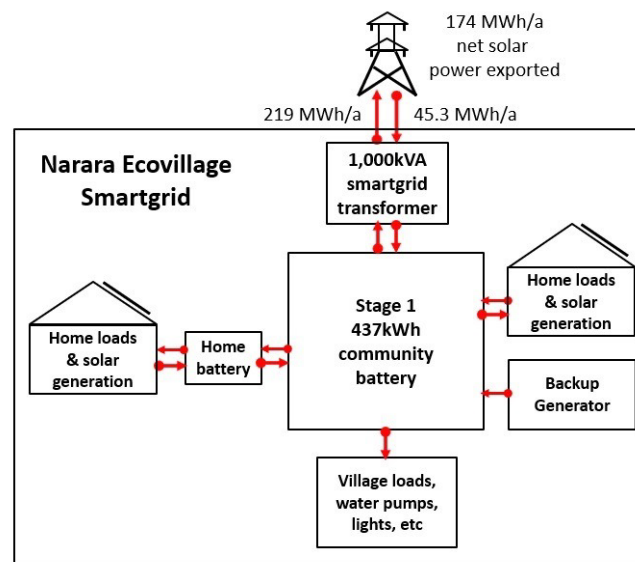 174 MWh/a
net solar
power exported
219 MWh/a
45.3 MWh/a
Narara Ecovillage
Smartgrid
1,000kVA
smartgrid
transformer
Stage 1
437kWh
community
battery
Home loads
& solar
generation
Home
battery
Home loads
& solar
generation
Backup
Generator
Village loads,
water pumps,
lights, etc